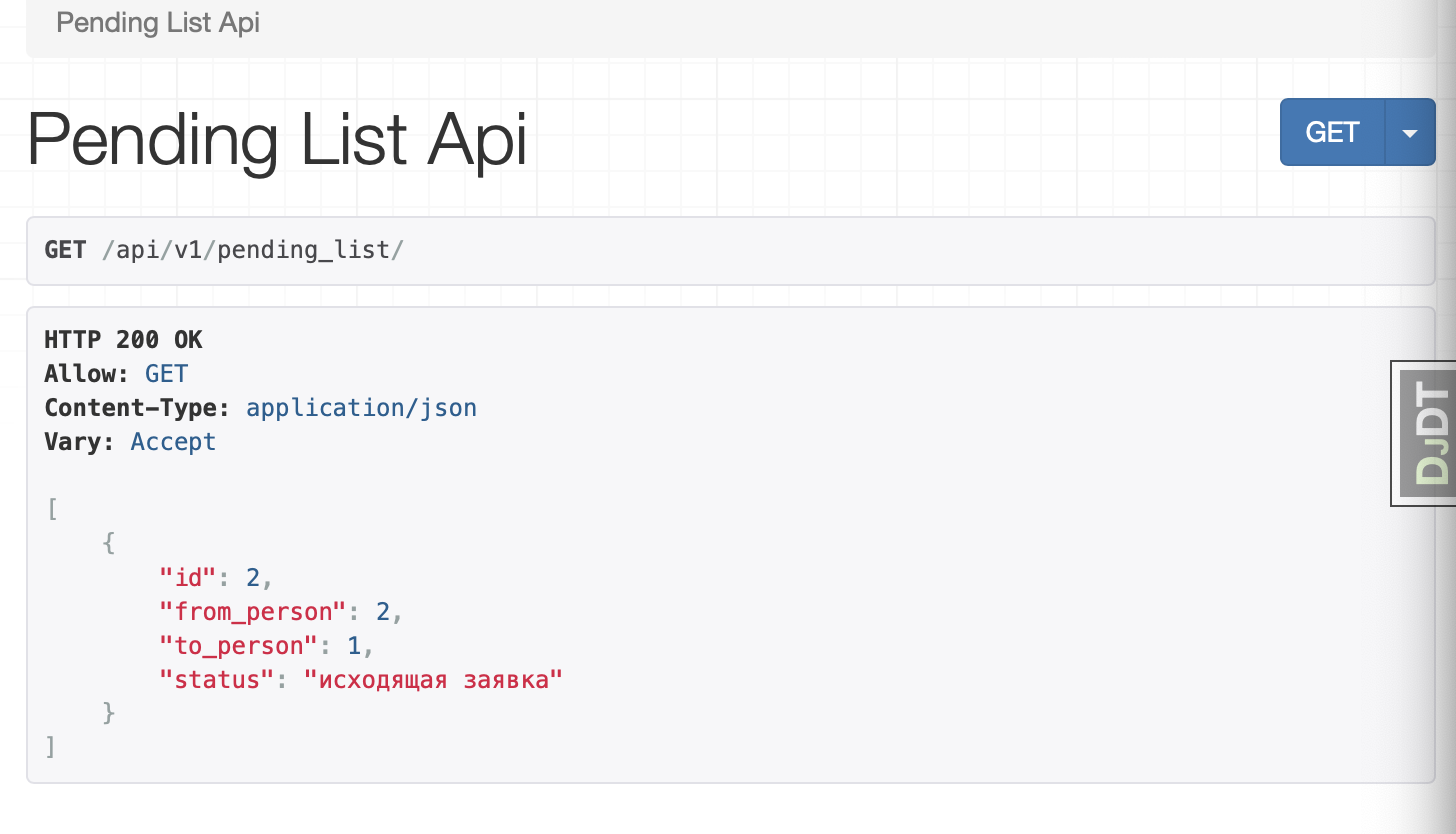 Pending List Api
Pending List Api
GET
GET /api/v1/pending_list/
HTTP 200 OK
Allow: GET
Content-Type: application/json
Vary: Accept
[
    {
        "id": 2,
        "from_person": 2,
        "to_person": 1,
        "status": "исходящая заявка"
    }
]
DJDT